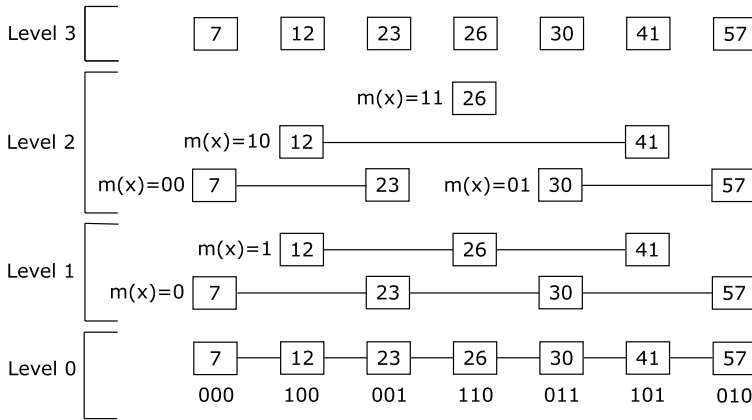 Level 3 7 12 23 26 30 41 57
m(x)=11 26
Level 2 m(x)=10 12 41
m(x)=00 7 23 m(x)=01 30 57
m(x)=1 12 26 41
Level 1
m(x)=0 7 23 30 57
Level 0 7 12 23 26 30 41 57
000 100 001 110 011 101 010